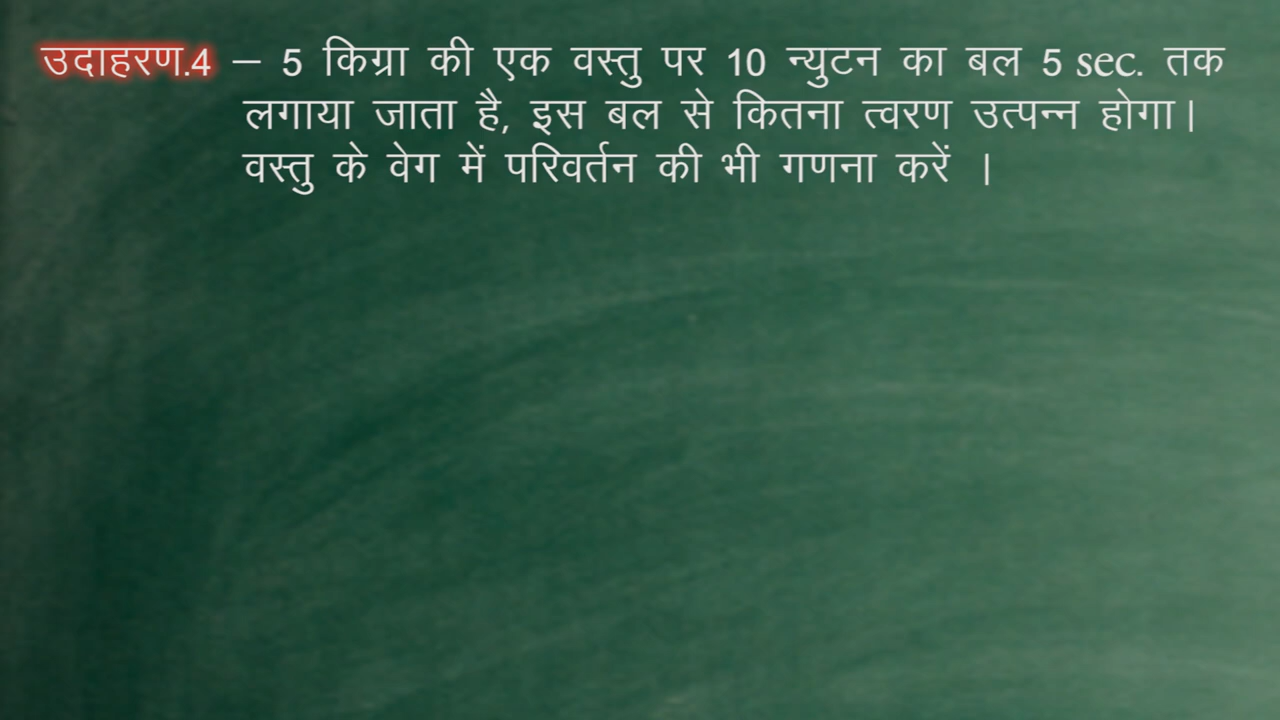 उदाहरण.4 – 5 किग्रा की एक वस्तु पर 10 न्युटन का बल 5 sec. तक
लगाया जाता है, इस बल से कितना त्वरण उत्पन्न होगा।
वस्तु के वेग में परिवर्तन की भी गणना करें ।